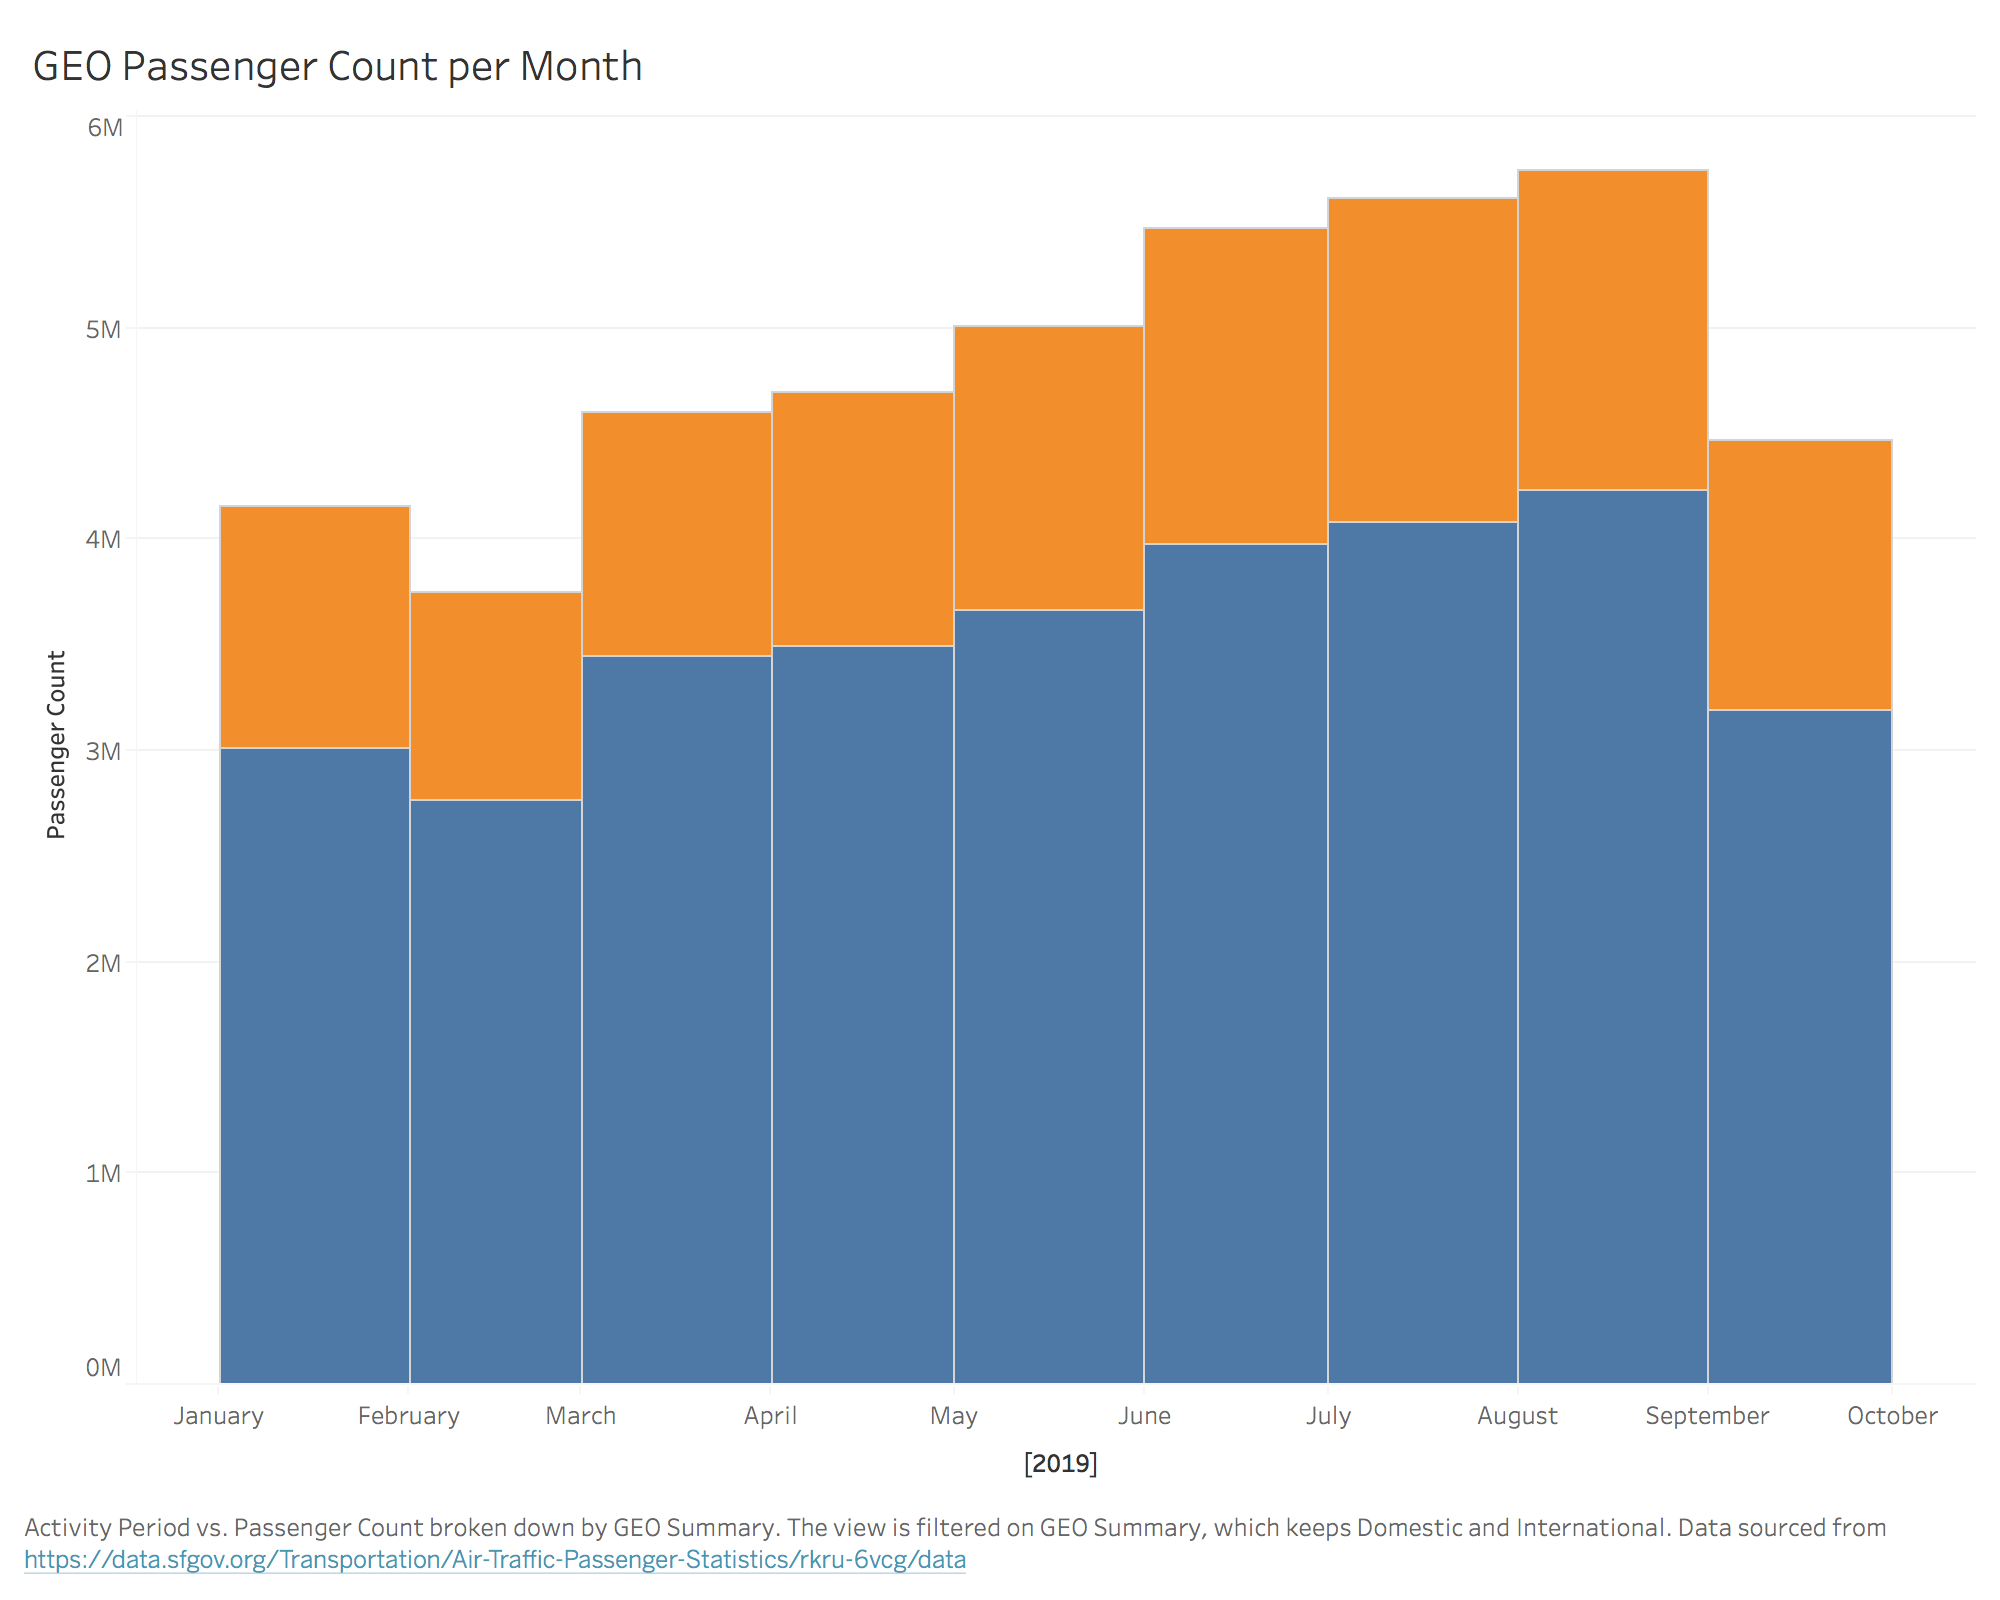 GEO Passenger Count per Month
6M
5M
4M
3M
2M
1M
0M
Passenger Count
January February March April May June July August September October
[2019]
Activity Period vs. Passenger Count broken down by GEO Summary. The view is filtered on GEO Summary, which keeps Domestic and International. Data sourced from
https://data.sfgov.org/Transportation/Air-Traffic-Passenger-Statistics/rkru-6vcg/data